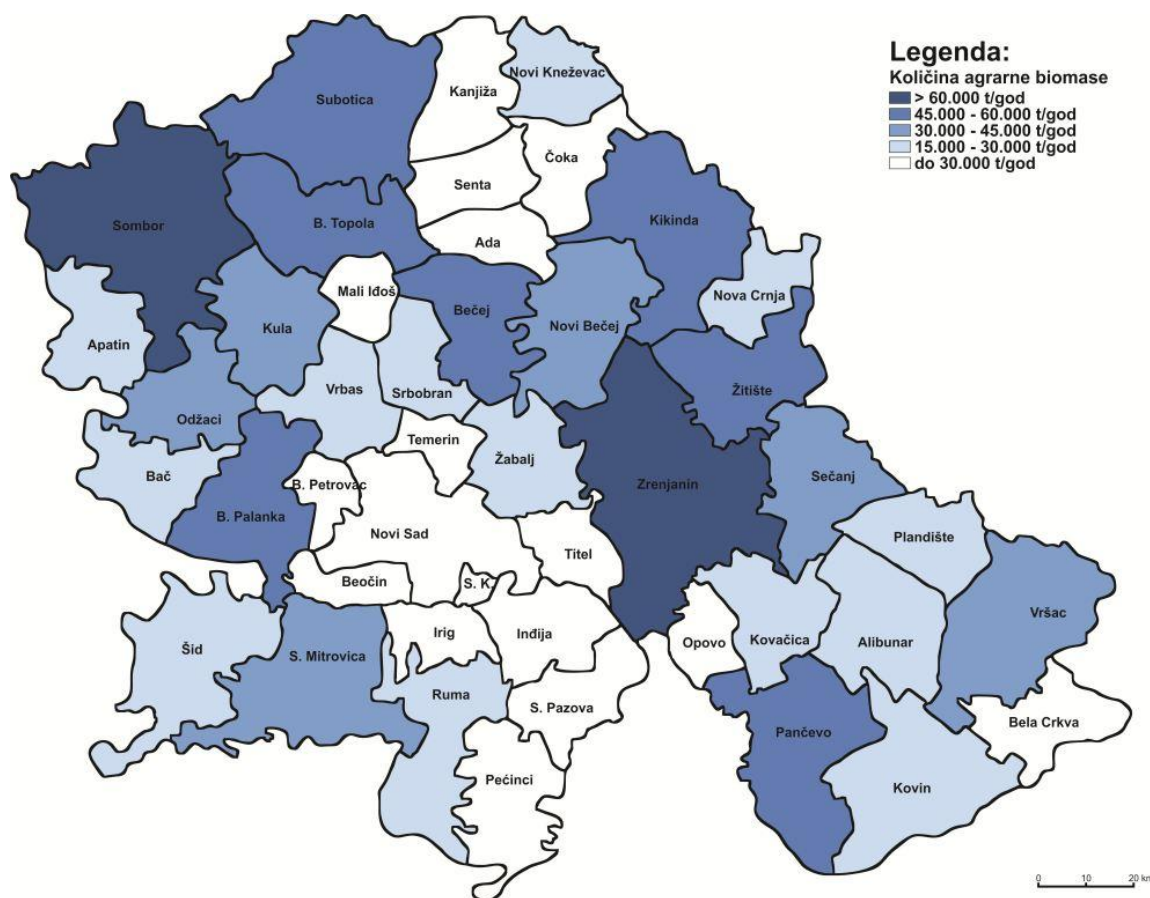 Legenda:
Količina agrarne biomase
> 60.000 t/god
45.000 - 60.000 t/god
30.000 - 45.000 t/god
15.000 - 30.000 t/god
do 30.000 t/god
Novi Kneževac
Kanjiža
Subotica
Čoka
Senta
Kikinda
Sombor
B. Topola
Ada
Mali Iđoš
Nova Crnja
Bečej
Novi Bečej
Kula
Apatin
Vrbas
Srbobran
Žitište
Odžaci
Temerin
Žabalj
Bač
B. Petrovac
Zrenjanin
Sečanj
B. Palanka
Novi Sad
Titel
Plandište
Beočin
S. K.
Vršac
Šid
Irig
Inđija
Opovo
Kovačica
Alibunar
S. Mitrovica
Ruma
S. Pazova
Bela Crkva
Pančevo
Pećinci
Kovin
0 10 20 km